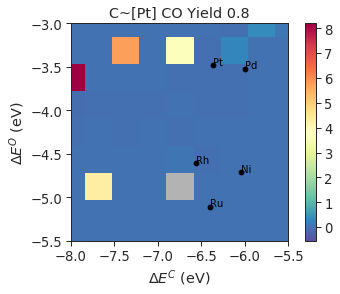 C~[Pt] CO Yield 0.8
−3.0
−3.5
−4.0
−4.5
−5.0
−5.5
ΔE^O (eV)
Pt
Pd
Rh
Ni
Ru
−8.0 −7.5 −7.0 −6.5 −6.0 −5.5
ΔE^C (eV)
8
7
6
5
4
3
2
1
0